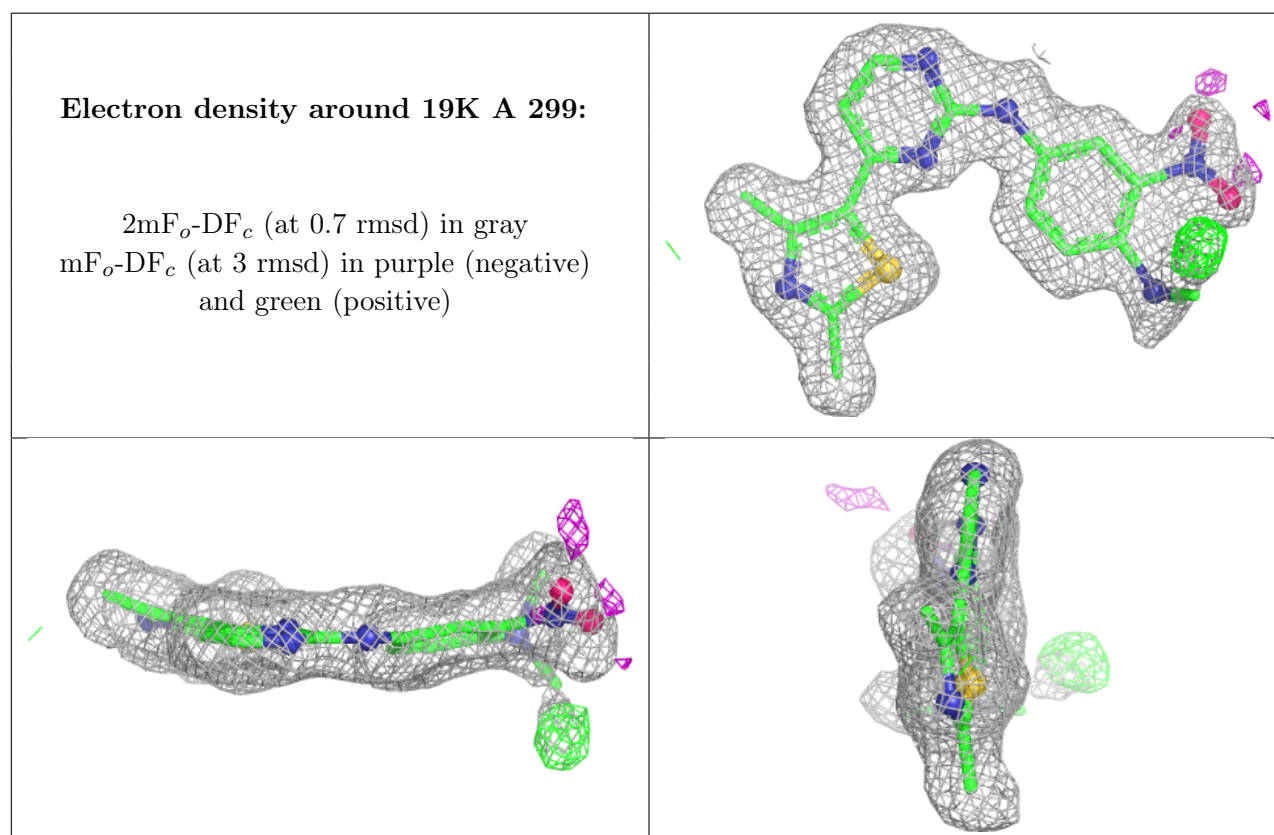 Electron density around 19K A 299:
2mFo-DFc (at 0.7 rmsd) in gray
mFo-DFc (at 3 rmsd) in purple (negative)
and green (positive)